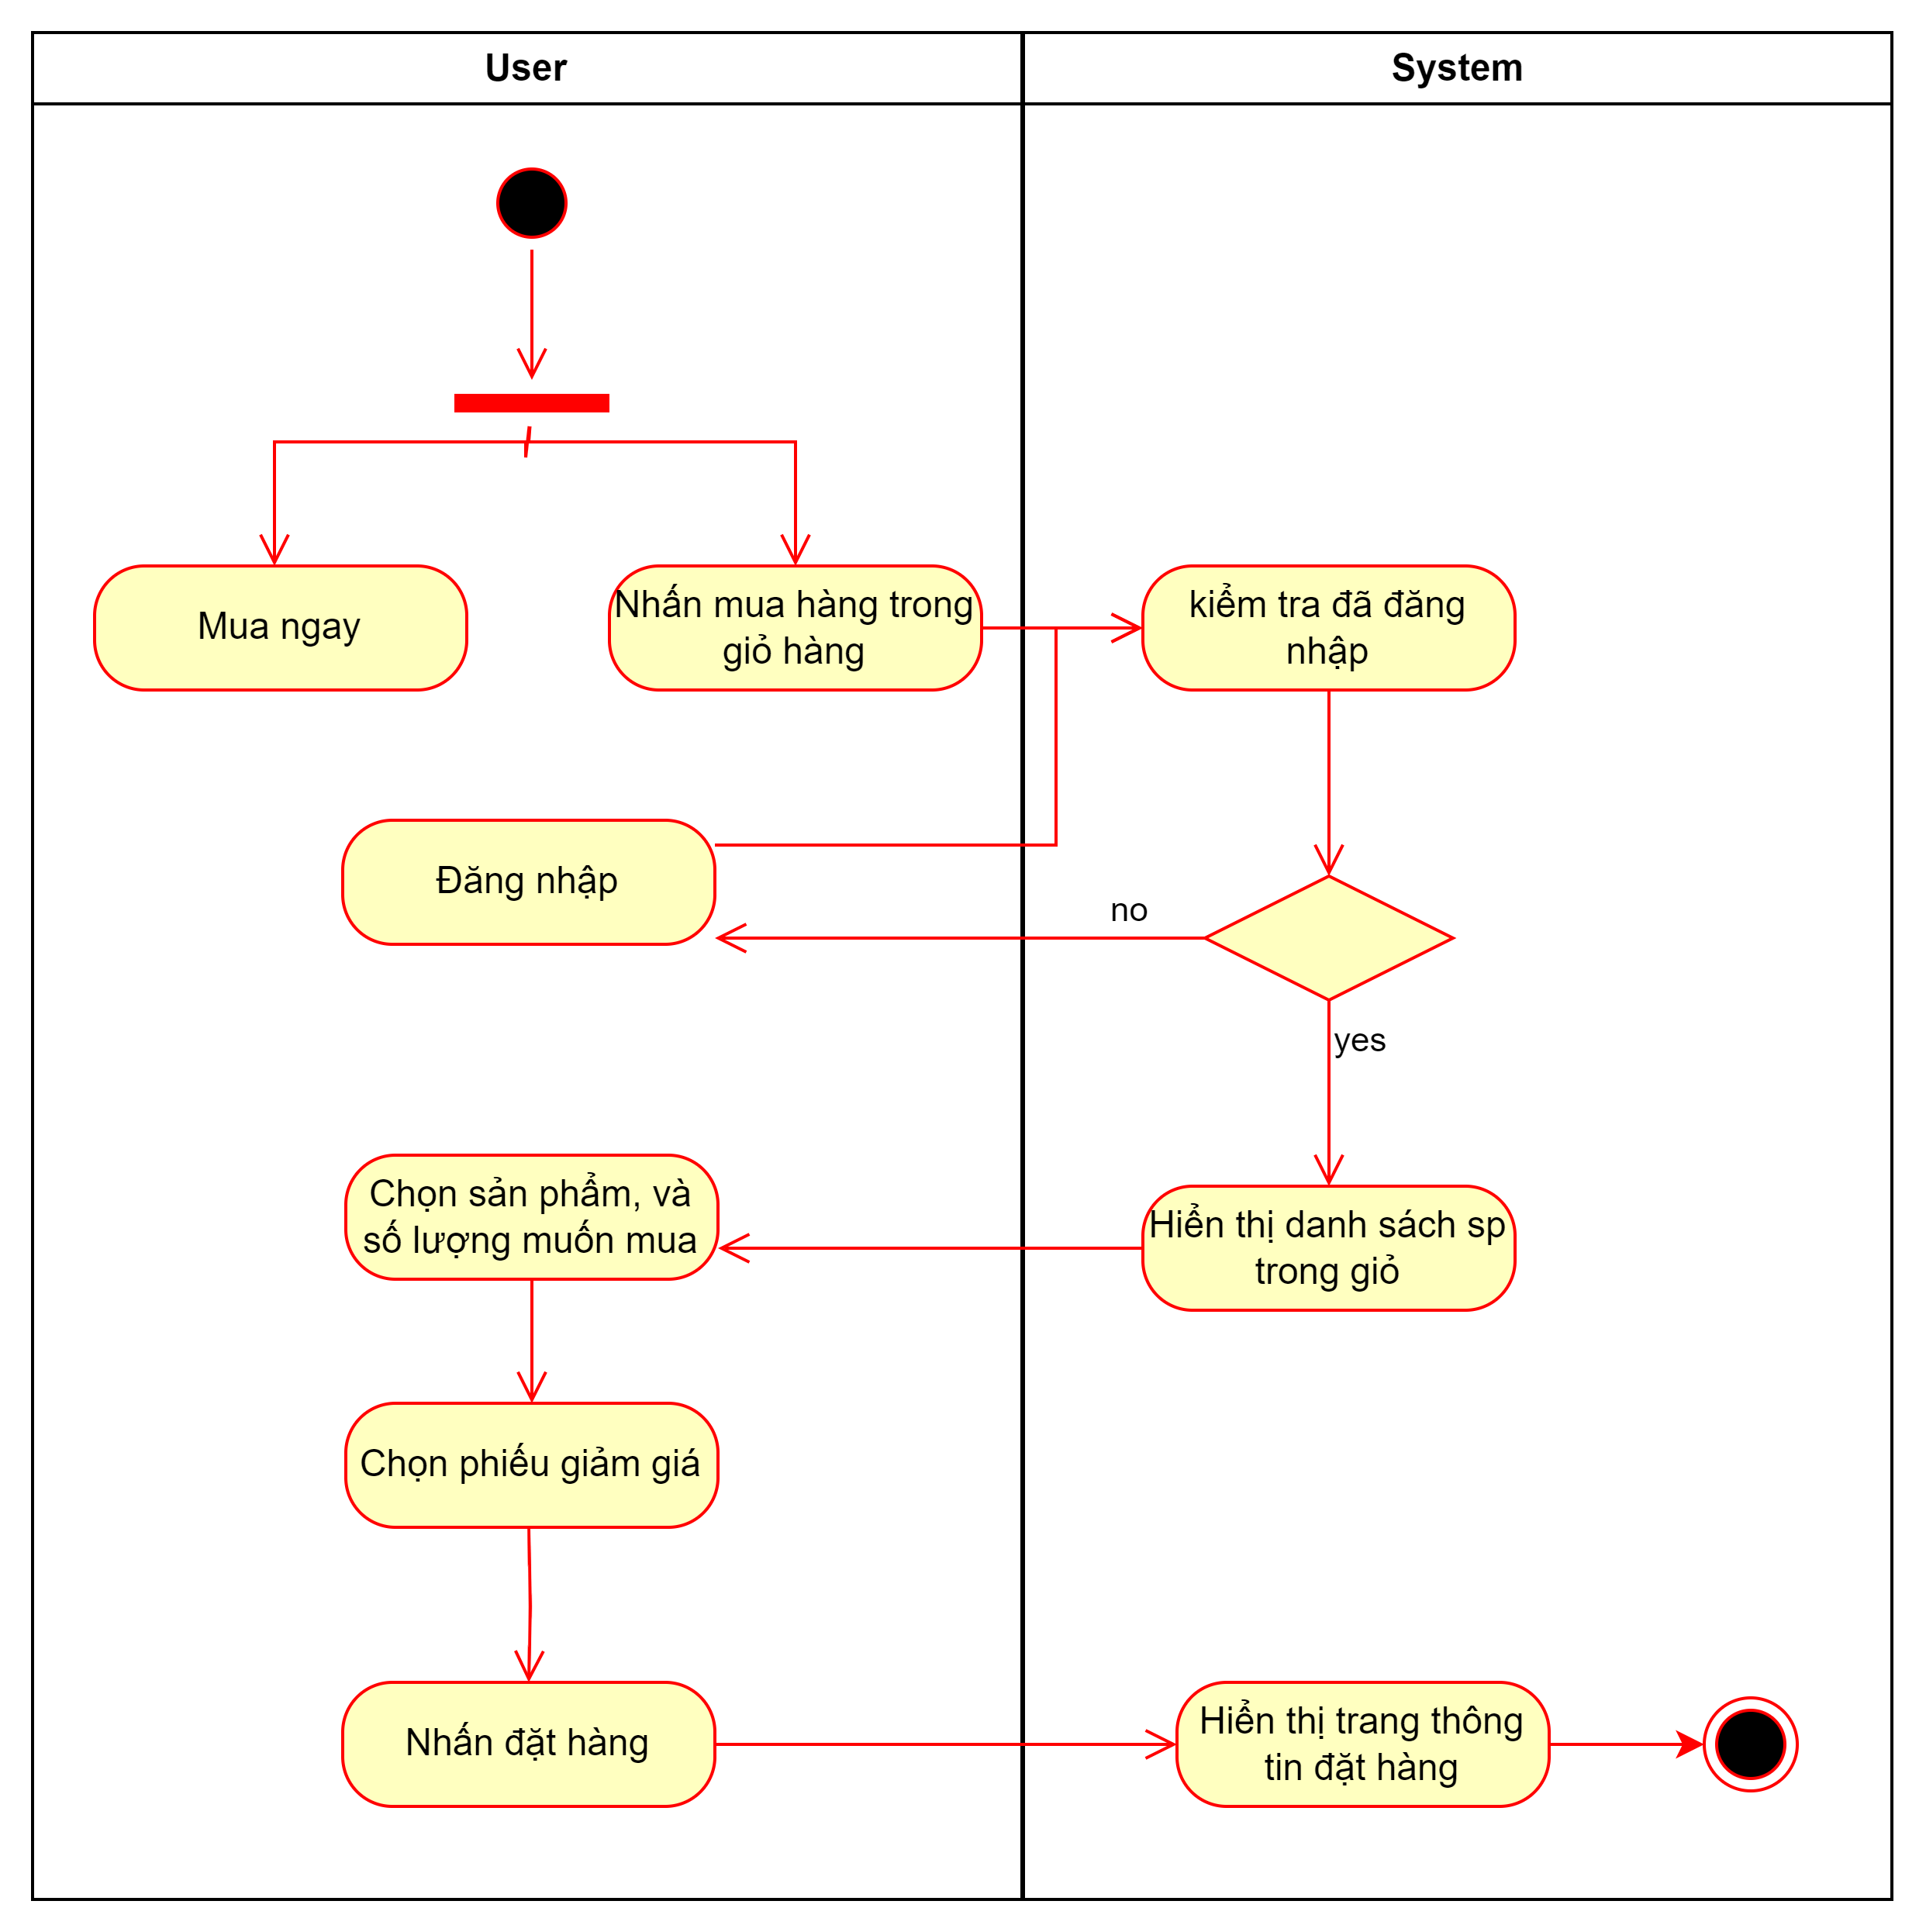 User
System
Mua ngay
Nhấn mua hàng trong
giỏ hàng
kiểm tra đã đăng
nhập
Đăng nhập
no
yes
Chọn sản phẩm, và
số lượng muốn mua
Hiển thị danh sách sp
trong giỏ
Chọn phiếu giảm giá
Nhấn đặt hàng
Hiển thị trang thông
tin đặt hàng